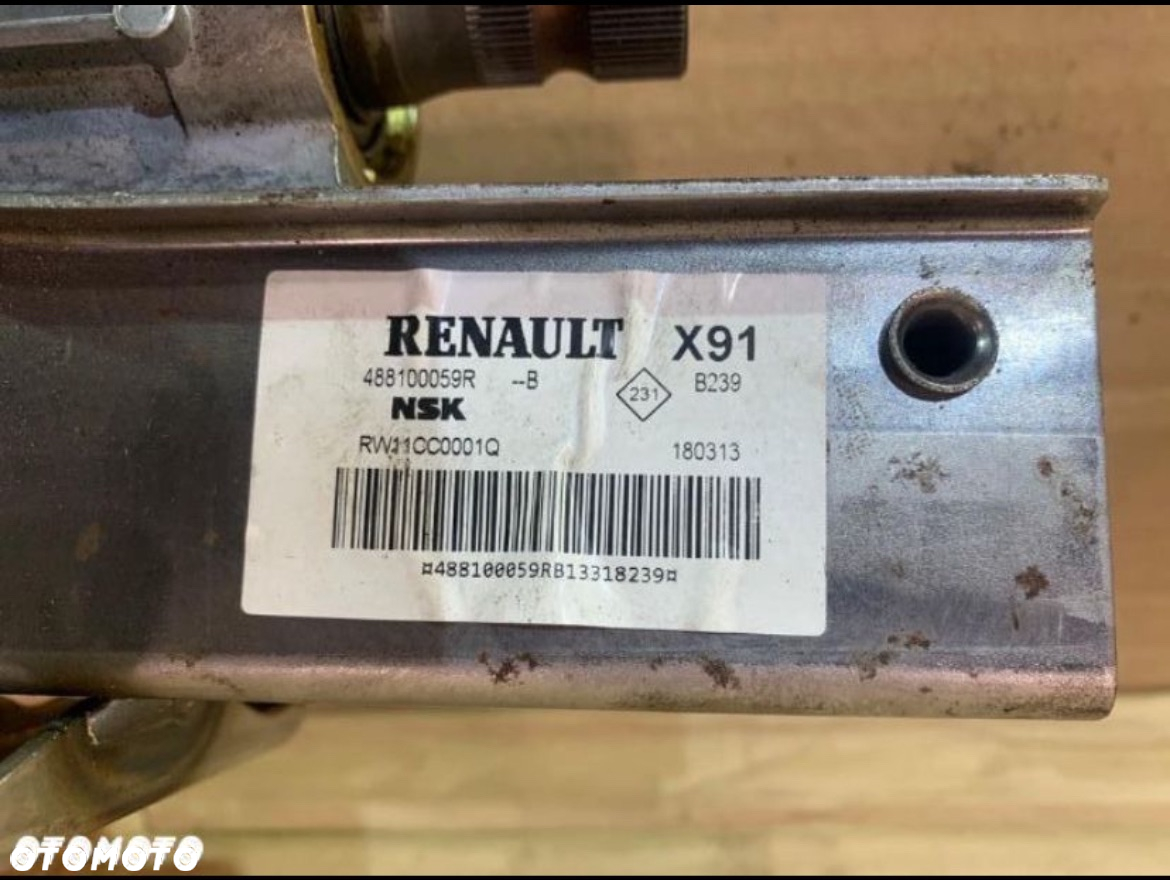 RENAULT X91
488100059R --B 231 B239
NSK
RW11CC0001Q 180313
¤488100059RB13318239¤
OTOMOTO